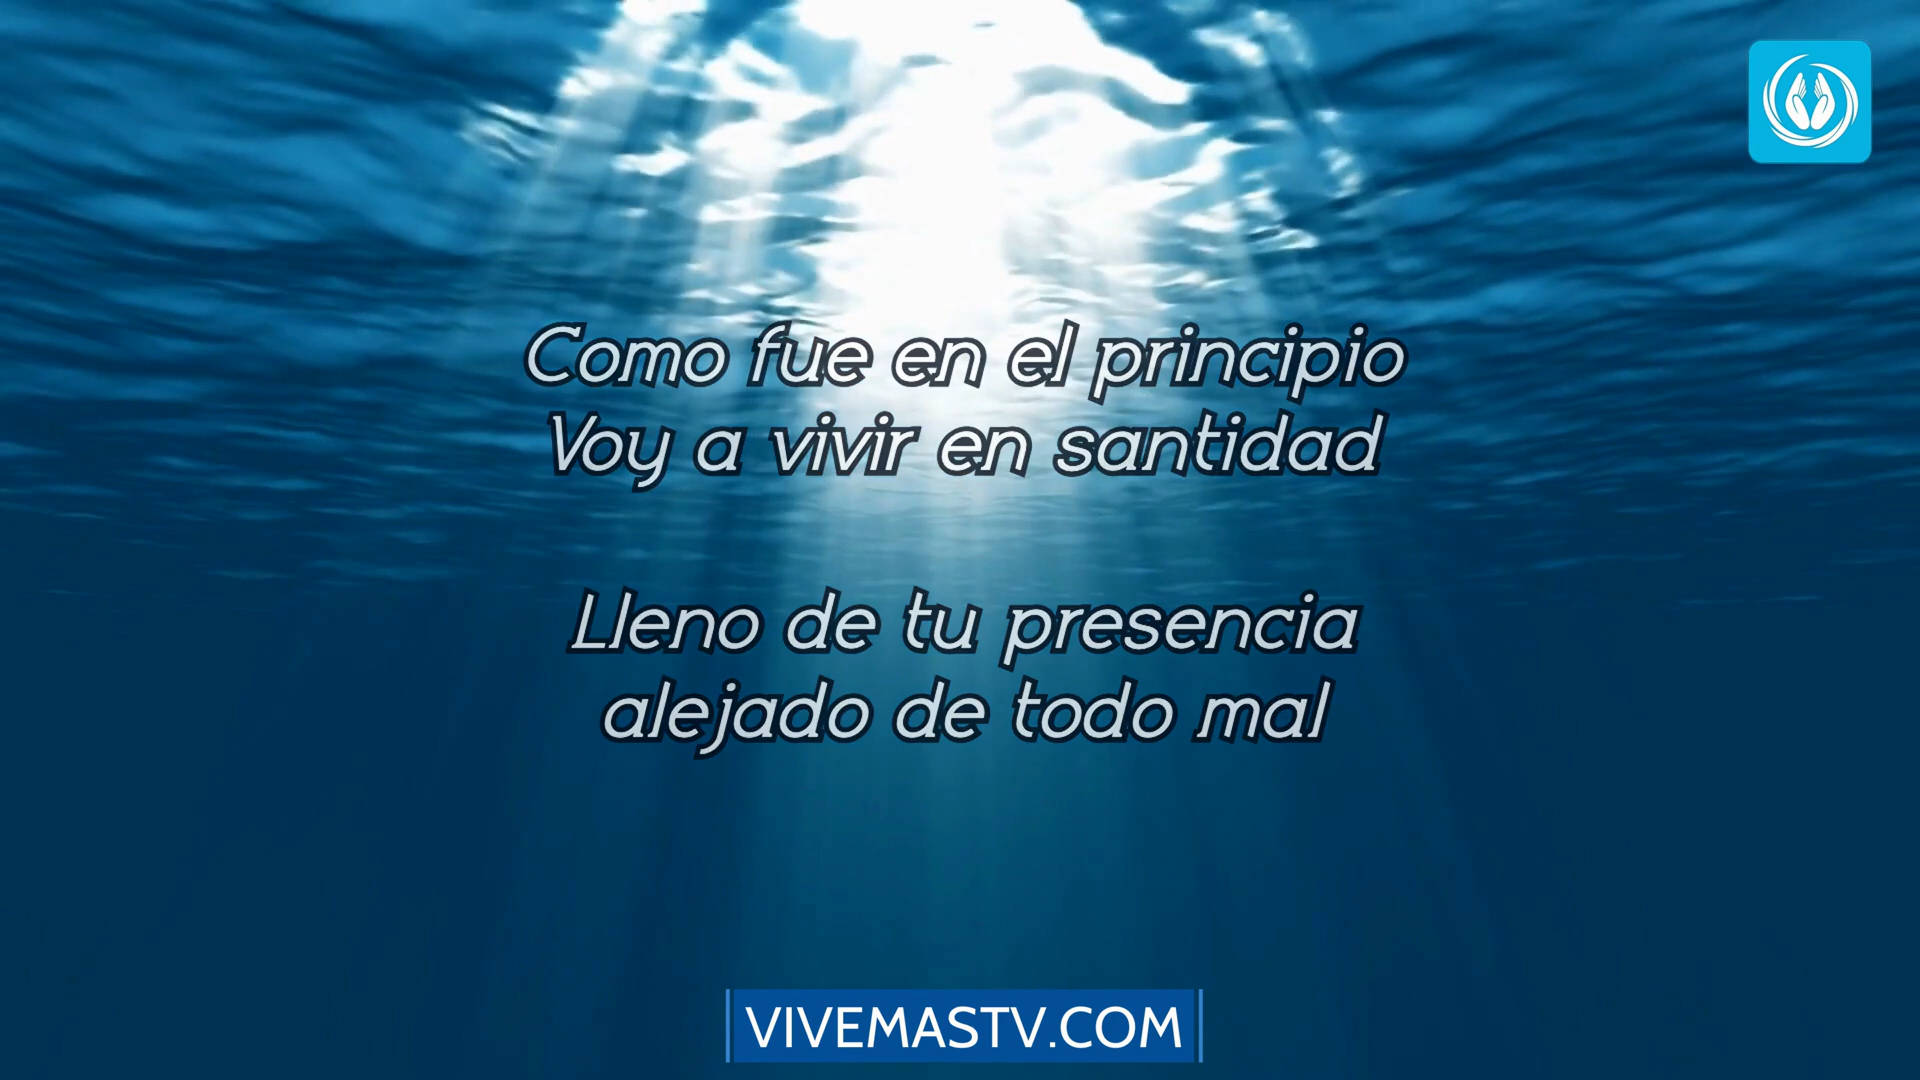 Como fue en el principio
Voy a vivir en santidad
Lleno de tu presencia
alejado de todo mal
VIVEMASTV.COM